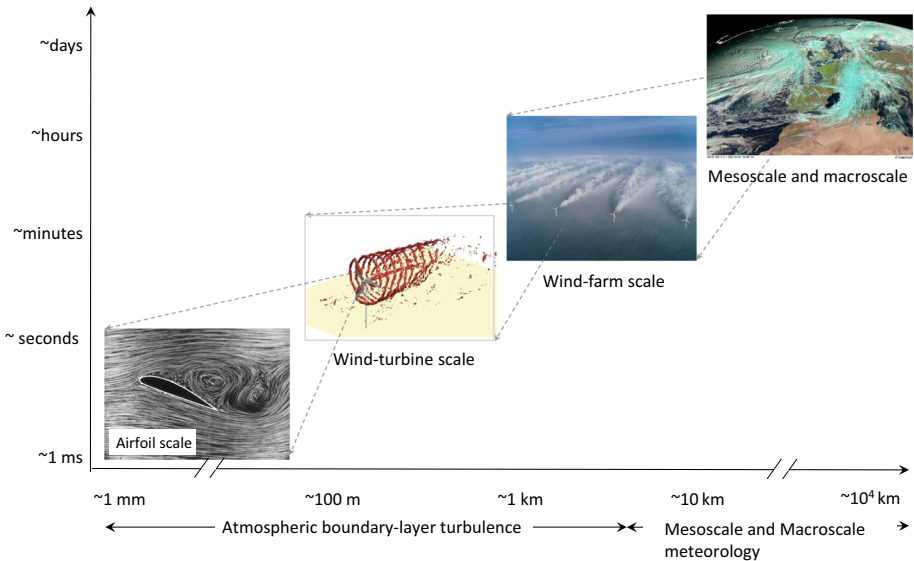 ~days
~hours
~minutes
~ seconds
~1 ms
Mesoscale and macroscale
Wind-farm scale
Wind-turbine scale
Airfoil scale
~1 mm
~100 m
~1 km
~10 km
~10⁴ km
Atmospheric boundary-layer turbulence
Mesoscale and Macroscale
meteorology